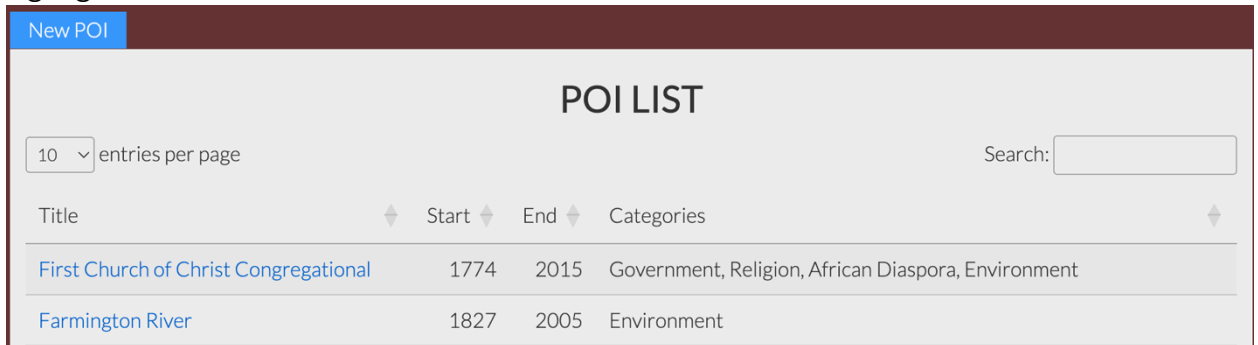 New POI
POI LIST
10 entries per page Search:
Title Start End Categories
First Church of Christ Congregational 1774 2015 Government, Religion, African Diaspora, Environment
Farmington River 1827 2005 Environment